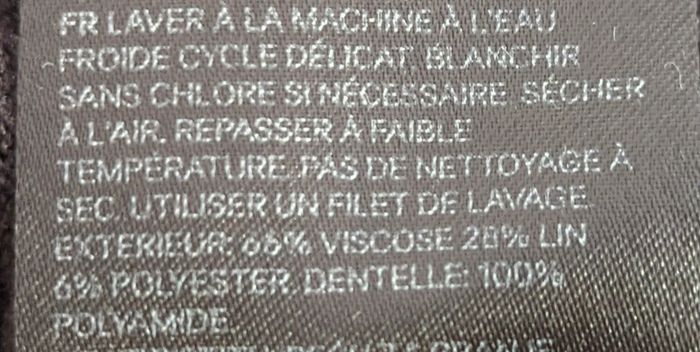 FR LAVER À LA MACHINE À L'EAU
FROIDE CYCLE DÉLICAT BLANCHIR
SANS CHLORE SI NÉCESSAIRE SÉCHER
À L'AIR. REPASSER À FAIBLE
TEMPÉRATURE. PAS DE NETTOYAGE À
SEC. UTILISER UN FILET DE LAVAGE.
EXTERIEUR: 66% VISCOSE 28% LIN
6% POLYESTER. DENTELLE: 100%
POLYAMIDE.